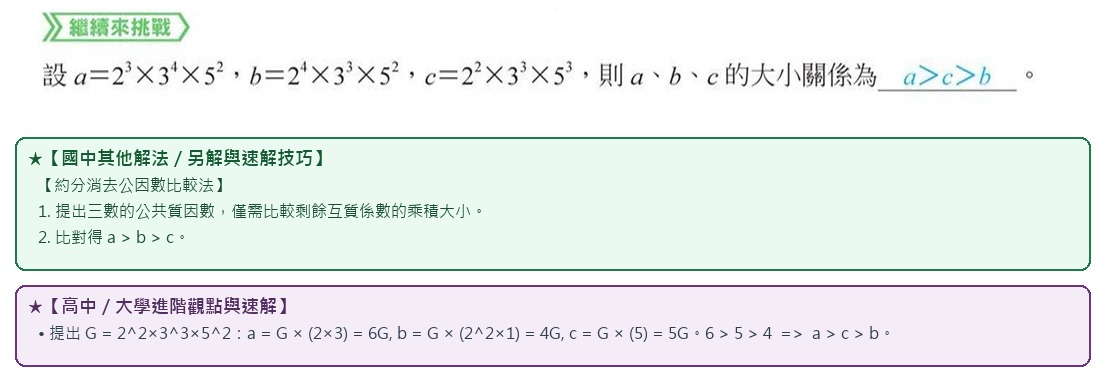 繼續來挑戰
設 a=2³×3⁴×5²,b=2⁴×3³×5²,c=2²×3³×5³,則 a、b、c 的大小關係為 a>c>b 。
★【國中其他解法 / 另解與速解技巧】
【約分消去公因數比較法】
1. 提出三數的公共質因數,僅需比較剩餘互質係數的乘積大小。
2. 比對得 a > b > c。
★【高中 / 大學進階觀點與速解】
• 提出 G = 2^2×3^3×5^2:a = G × (2×3) = 6G, b = G × (2^2×1) = 4G, c = G × (5) = 5G。6 > 5 > 4 => a > c > b。